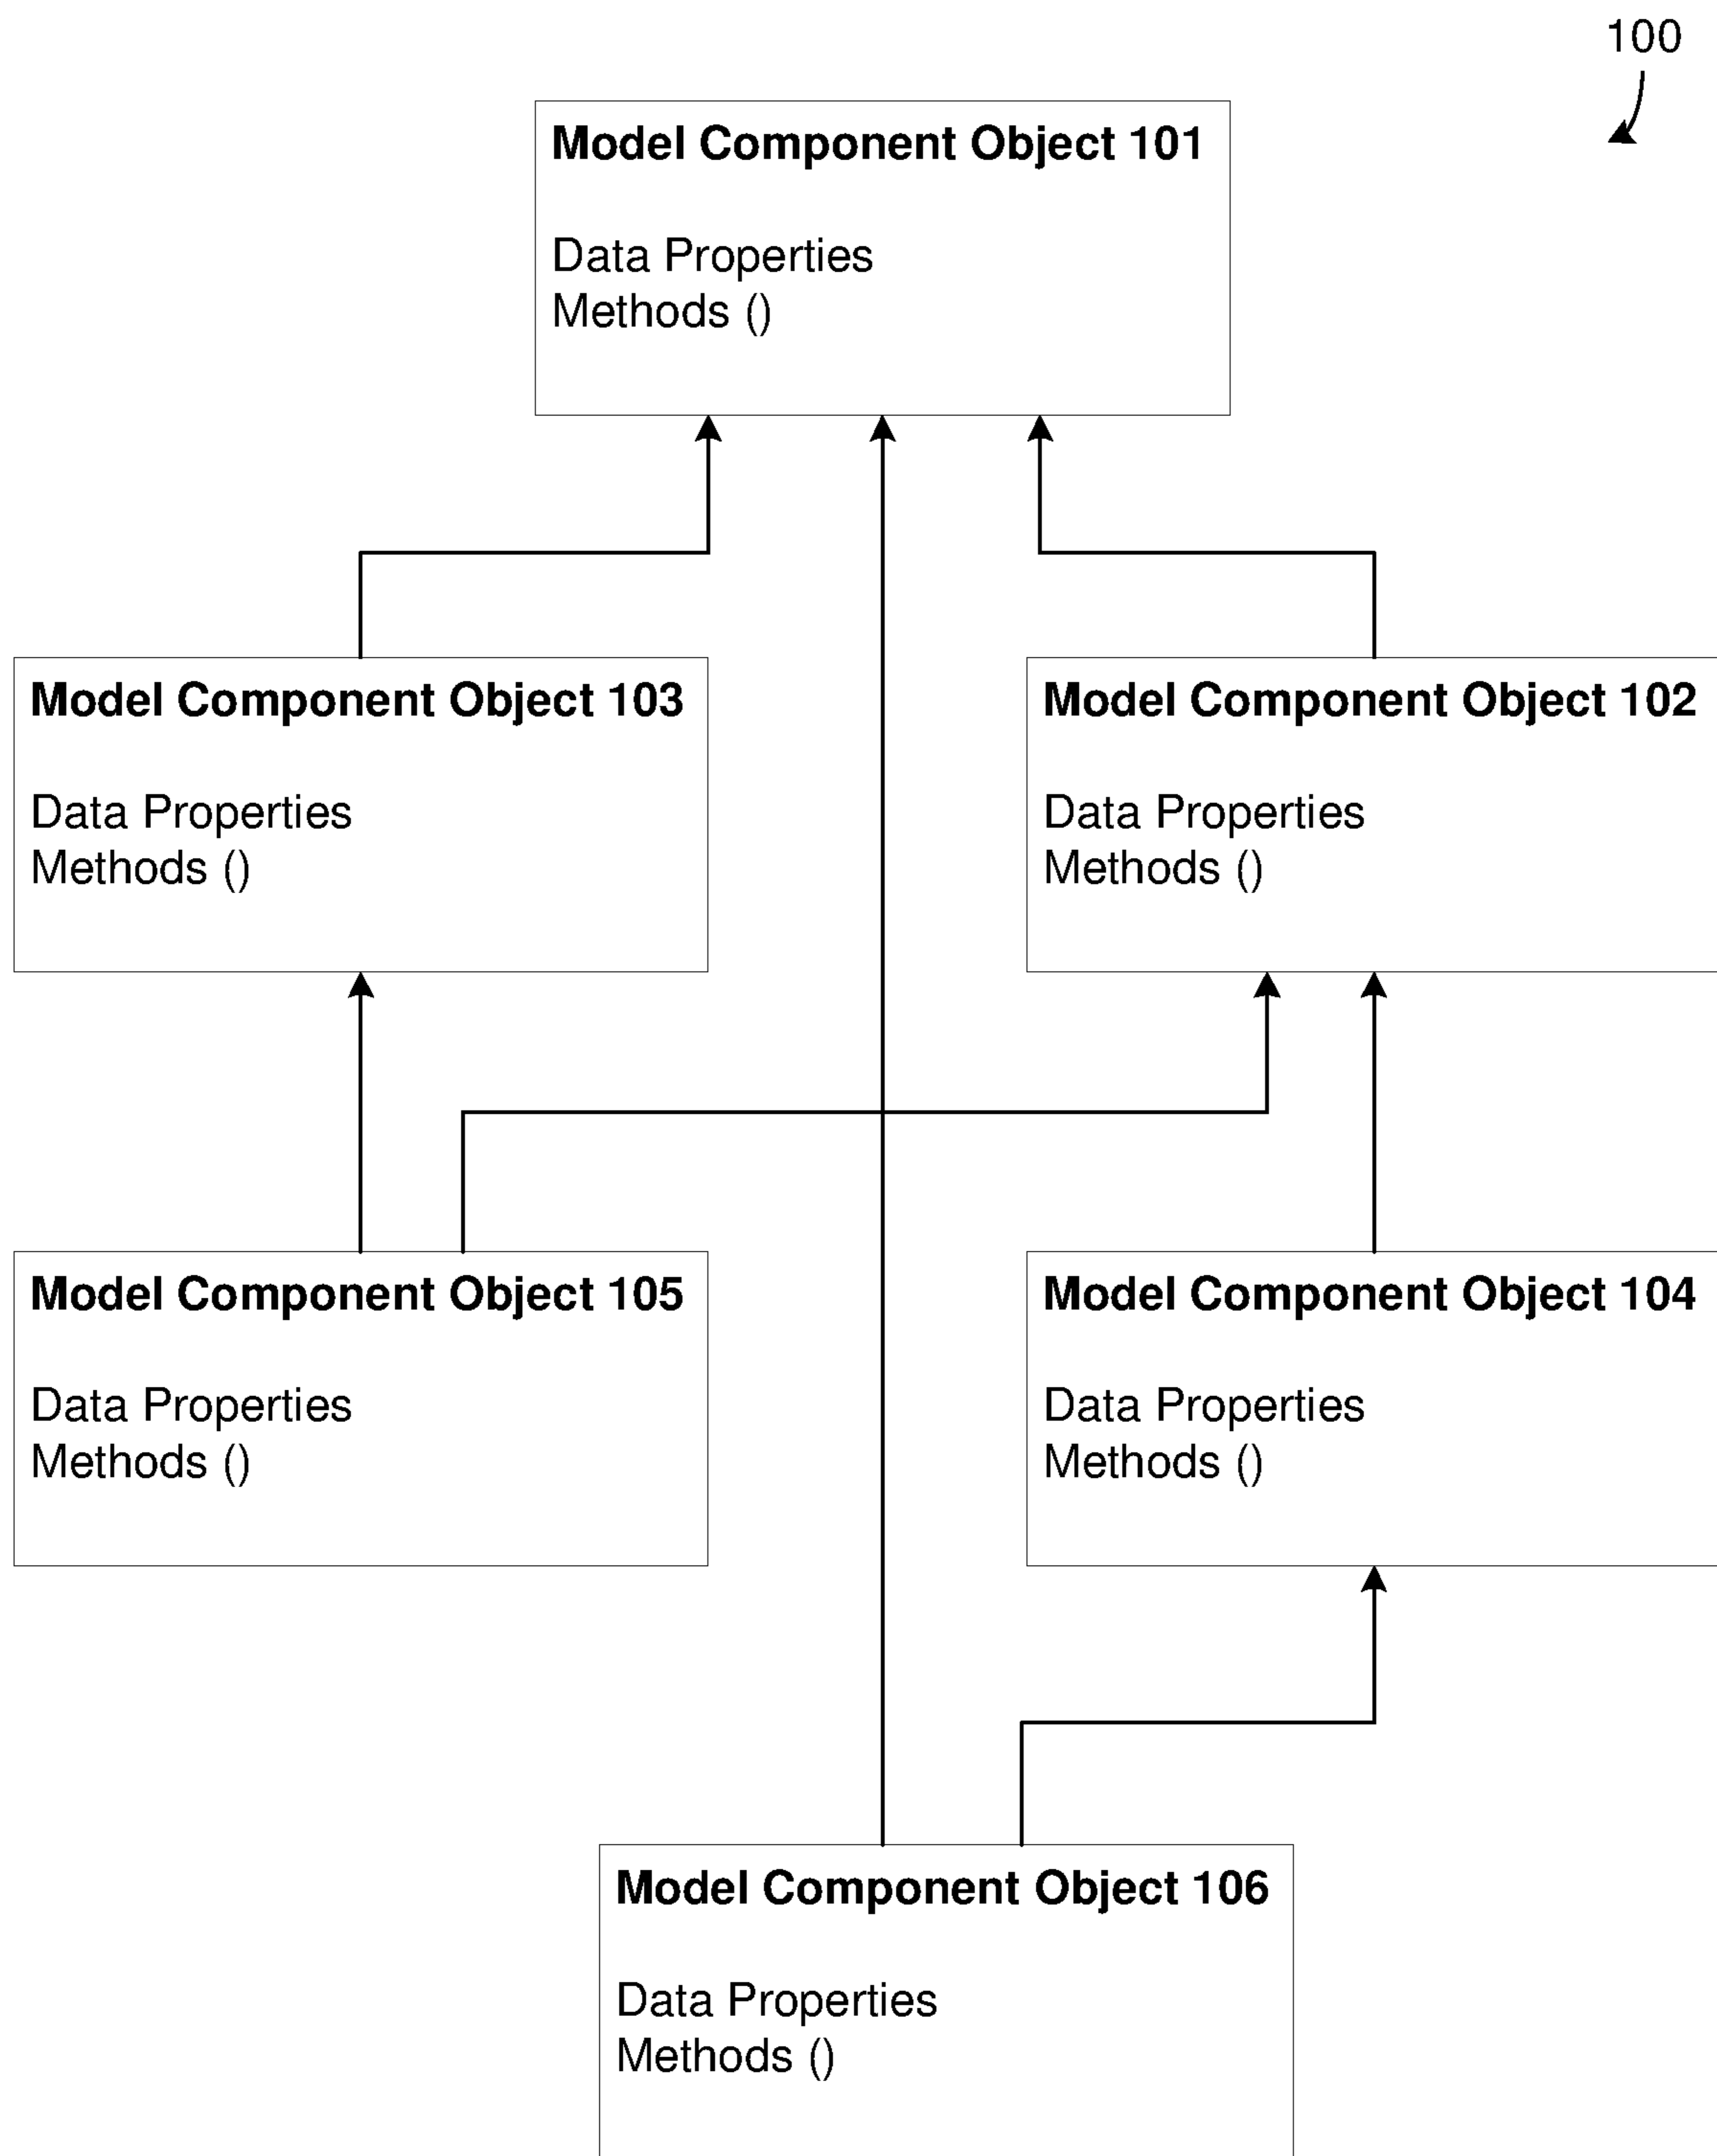 100
Model Component Object 101
Data Properties
Methods ()
Model Component Object 103
Data Properties
Methods ()
Model Component Object 102
Data Properties
Methods ()
Model Component Object 105
Data Properties
Methods ()
Model Component Object 104
Data Properties
Methods ()
Model Component Object 106
Data Properties
Methods ()